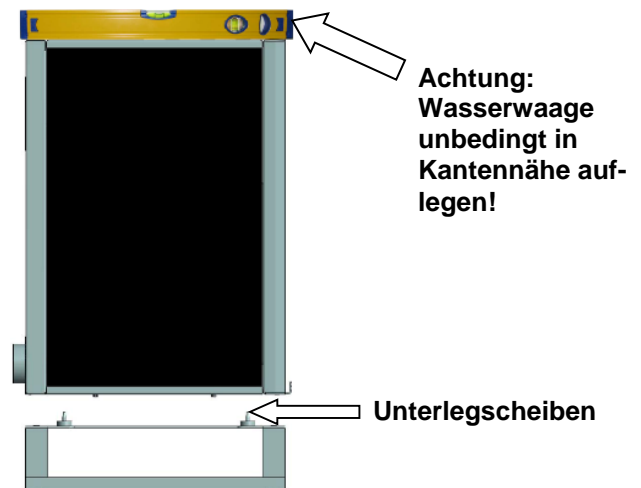 Achtung:
Wasserwaage
unbedingt in
Kantennähe auf-
legen!
Unterlegscheiben